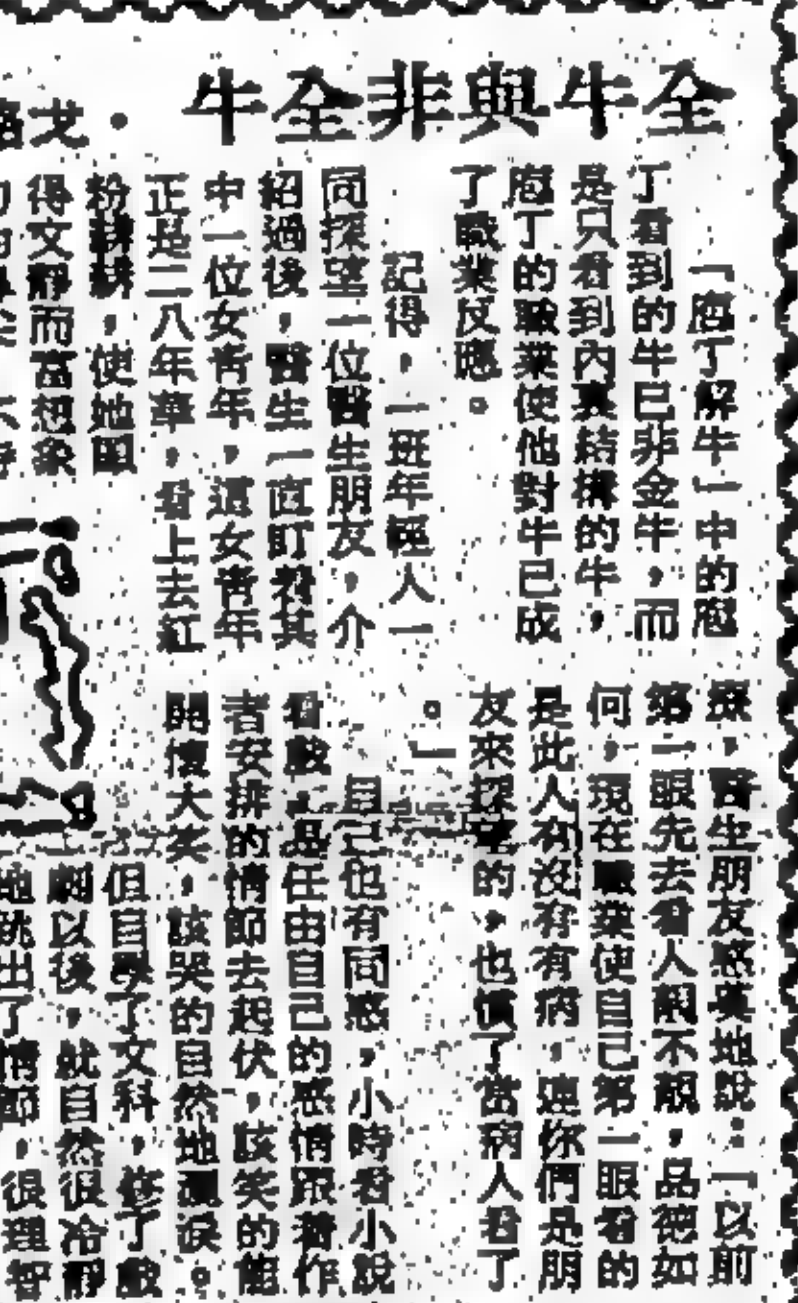 全牛與非全牛
·戈
「庖丁解牛」中的庖
丁看到的牛已非全牛，而
是只看到內裏結構的牛，
庖丁的職業使他對牛已成
了職業反應。
記得，一班年輕人一
同探望一位醫生朋友，介
紹過後，醫生一直盯着其
中一位女青年，這女青年
正是二八年華，看上去紅
粉，使她
得文靜而富想象
療，醫生朋友感嘆地說：「以前
第一眼先去看人靚不靚，品德如
何，現在職業使自己第一眼看的
是此人有沒有有病，連你們是朋
友來探望的，也慣了當病人看了
。」
自己也有同感，小時看小說
看戲，是任由自己的感情跟着作
者安排的情節去起伏，該笑的能
開懷大笑，該哭的自然地流淚。
但自學了文科，修了戲
劇以後，就自然很冷靜
地跳出了情節，很理智